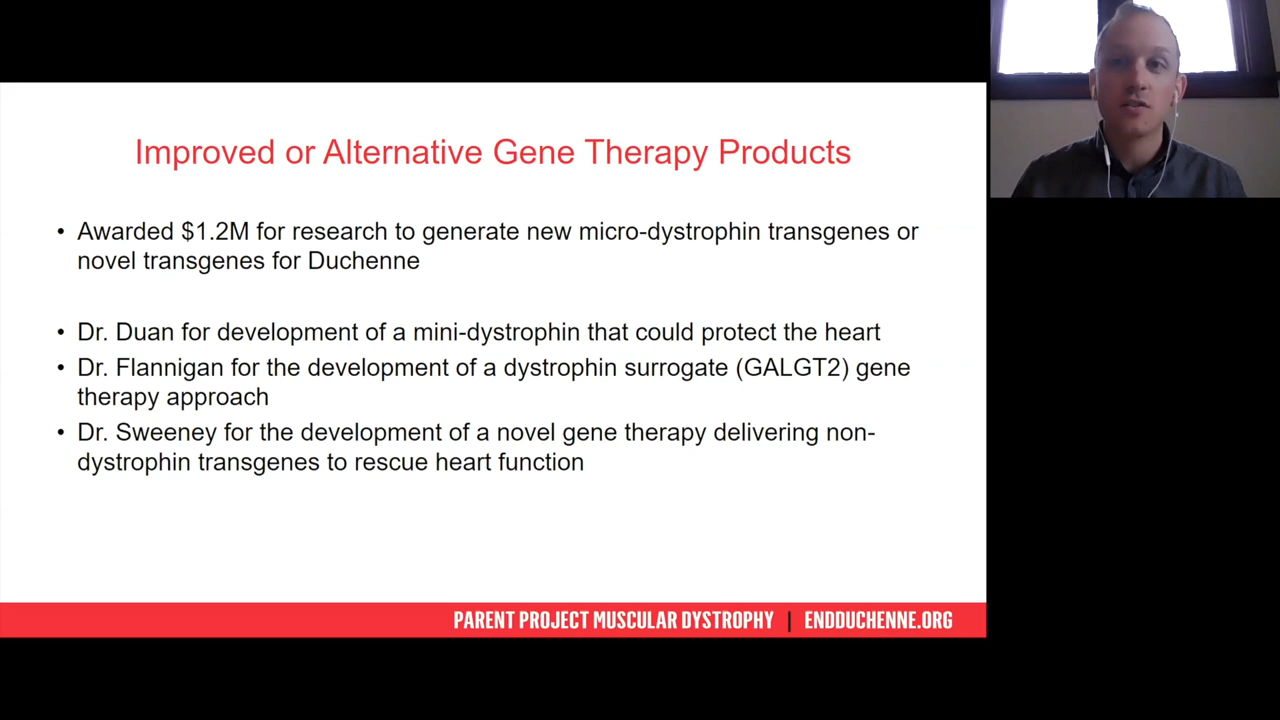 Improved or Alternative Gene Therapy Products
• Awarded $1.2M for research to generate new micro-dystrophin transgenes or
novel transgenes for Duchenne
• Dr. Duan for development of a mini-dystrophin that could protect the heart
• Dr. Flannigan for the development of a dystrophin surrogate (GALGT2) gene
therapy approach
• Dr. Sweeney for the development of a novel gene therapy delivering non-
dystrophin transgenes to rescue heart function
PARENT PROJECT MUSCULAR DYSTROPHY | ENDDUCHENNE.ORG